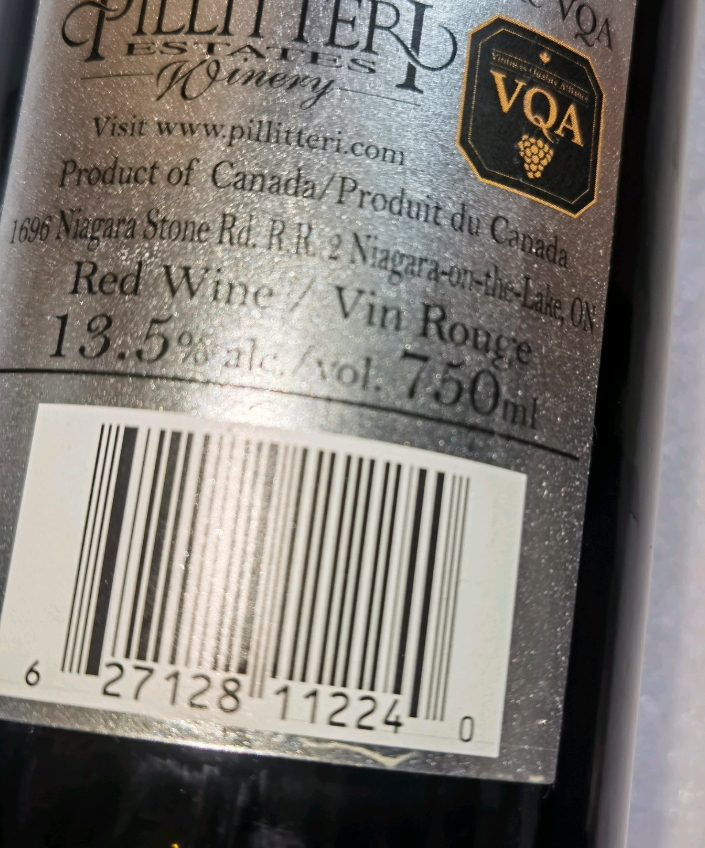 VQA
PILLITTERI
ESTATES
Winery
VQA
Visit www.pillitteri.com
Product of Canada/Produit du Canada
1696 Niagara Stone Rd. R.R. 2 Niagara-on-the-Lake, ON
Red Wine / Vin Rouge
13.5% alc./vol. 750ml
6 27128 11224 0